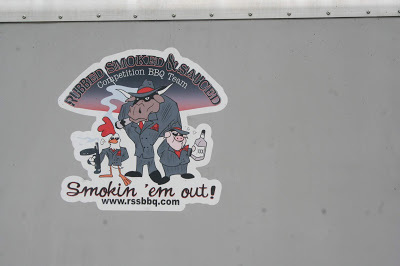 RUBBED SMOKED & SAUCED
Competition BBQ Team
Smokin 'em out!
www.rssbbq.com